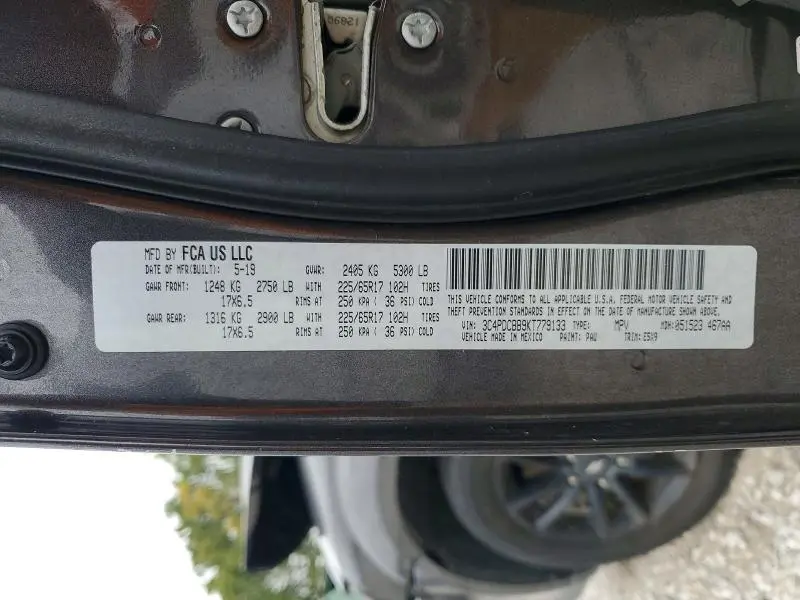 MFD BY FCA US LLC
DATE OF MFR(BUILT): 5-19 GVWR: 2405 KG 5300 LB
GAWR FRONT: 1248 KG 2750 LB WITH 225/65R17 102H TIRES
17X6.5 RIMS AT 250 KPA ( 36 PSI) COLD
GAWR REAR: 1316 KG 2900 LB WITH 225/65R17 102H TIRES
17X6.5 RIMS AT 250 KPA ( 36 PSI) COLD
THIS VEHICLE CONFORMS TO ALL APPLICABLE U.S.A. FEDERAL MOTOR VEHICLE SAFETY AND
THEFT PREVENTION STANDARDS IN EFFECT ON THE DATE OF MANUFACTURE SHOWN ABOVE.
VIN: 3C4PDCBB9KT779133 TYPE: MPV MDH: 051523 467AA
VEHICLE MADE IN MEXICO PAINT: PAU TRIM: E5X9